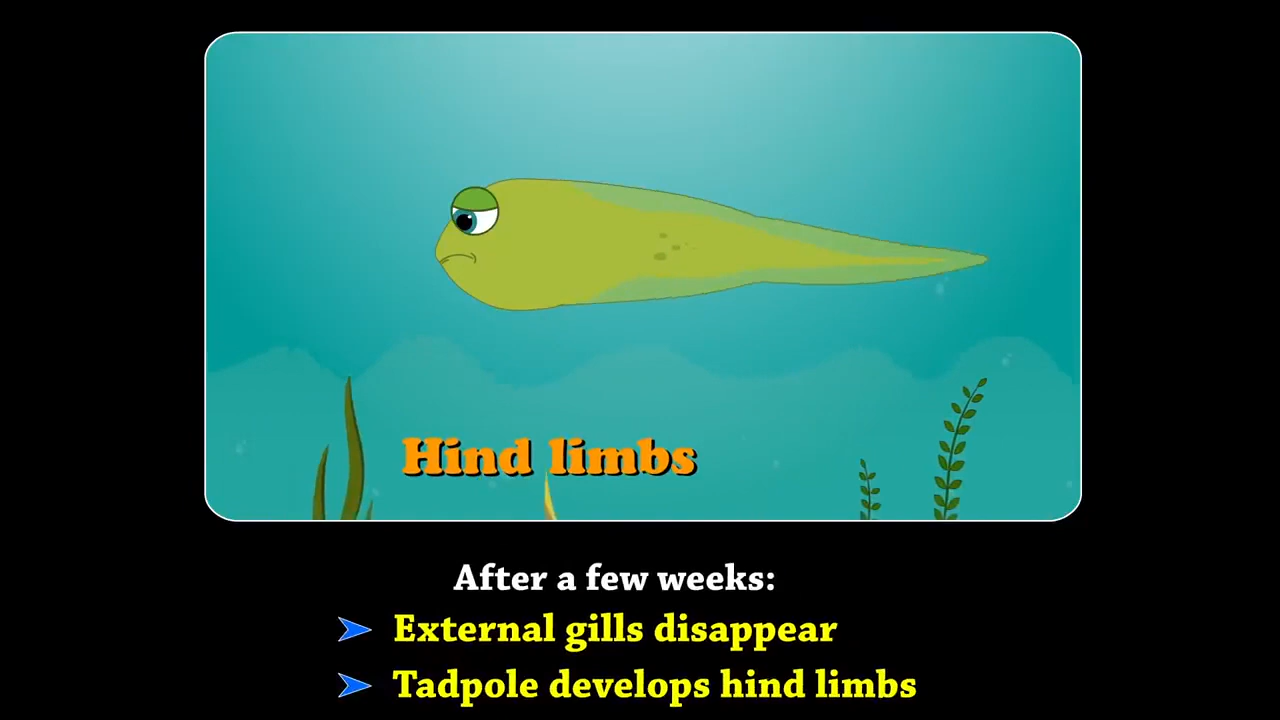 Hind limbs
After a few weeks:
External gills disappear
Tadpole develops hind limbs